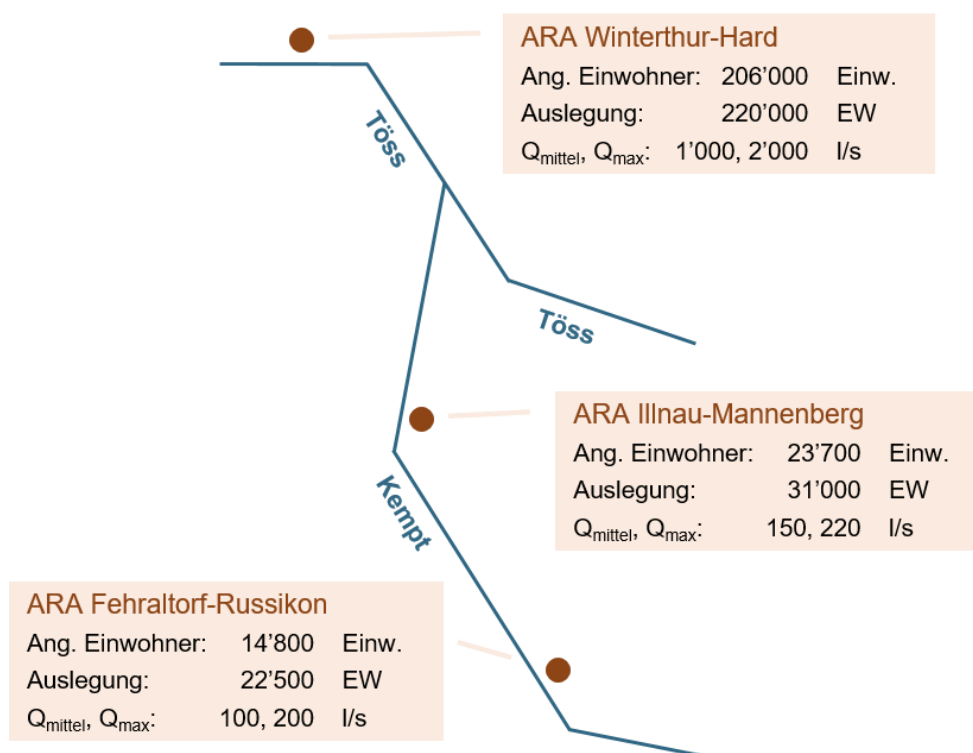 ARA Winterthur-Hard
Ang. Einwohner: 206’000 Einw.
Auslegung: 220’000 EW
Qmittel, Qmax: 1’000, 2’000 l/s
Töss
Töss
ARA Illnau-Mannenberg
Ang. Einwohner: 23’700 Einw.
Auslegung: 31’000 EW
Qmittel, Qmax: 150, 220 l/s
Kempt
ARA Fehraltorf-Russikon
Ang. Einwohner: 14’800 Einw.
Auslegung: 22’500 EW
Qmittel, Qmax: 100, 200 l/s